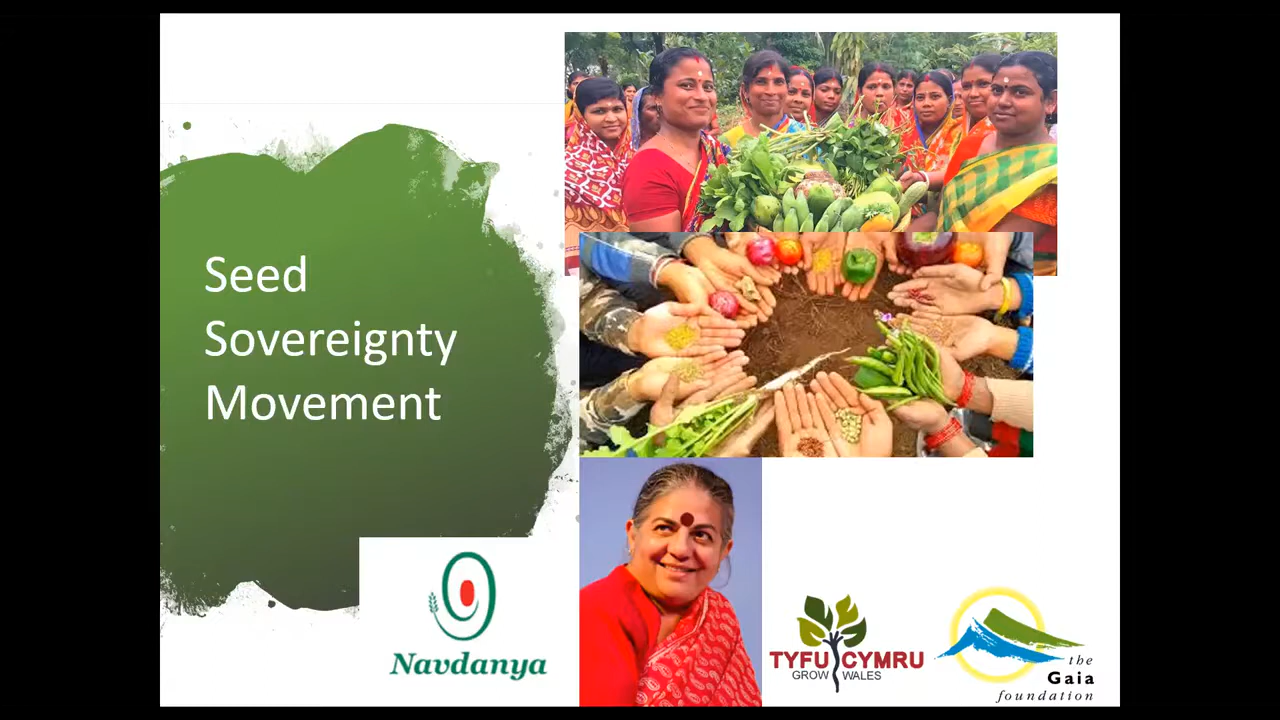 Seed
Sovereignty
Movement
Navdanya
TYFU CYMRU
GROW WALES
the
Gaia
foundation